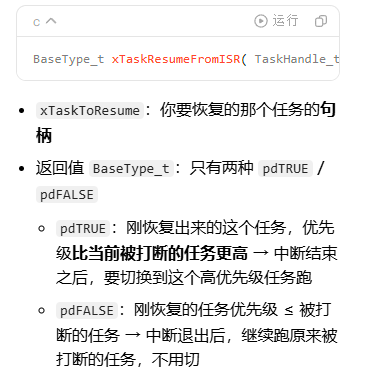 c
运行
BaseType_t xTaskResumeFromISR( TaskHandle_t
xTaskToResume：你要恢复的那个任务的句
柄
返回值 BaseType_t：只有两种 pdTRUE /
pdFALSE
pdTRUE：刚恢复出来的这个任务，优先
级比当前被打断的任务更高 → 中断结束
之后，要切换到这个高优先级任务跑
pdFALSE：刚恢复的任务优先级 ≤ 被打
断的任务 → 中断退出后，继续跑原来被
打断的任务，不用切